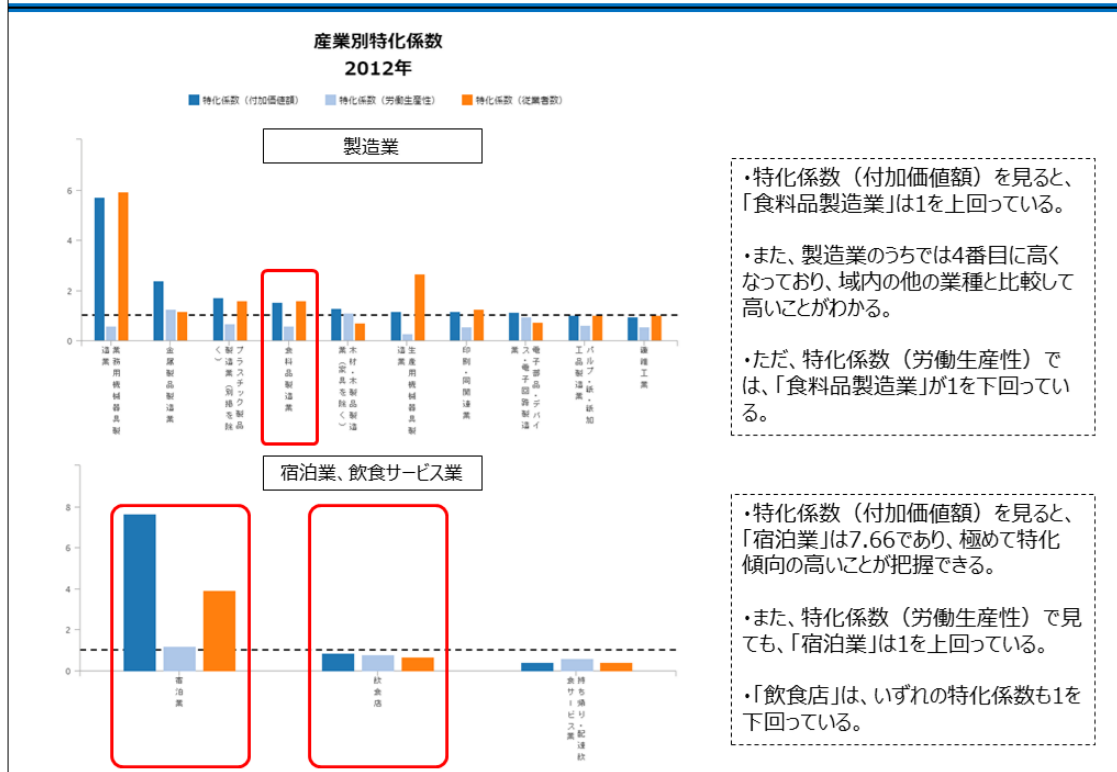 産業別特化係数
2012年
特化係数（付加価値額） 特化係数（労働生産性） 特化係数（従業者数）
製造業
6
4
2
0
業務用機械器具製造業
金属製品製造業
プラスチック製品製造業（別掲を除く）
食料品製造業
木材・木製品製造業（家具を除く）
生産用機械器具製造業
印刷・同関連業
電子部品・デバイス・電子回路製造業
パルプ・紙・紙加工品製造業
繊維工業
・特化係数（付加価値額）を見ると、
「食料品製造業」は1を上回っている。
・また、製造業のうちでは4番目に高く
なっており、域内の他の業種と比較して
高いことがわかる。
・ただ、特化係数（労働生産性）で
は、「食料品製造業」が1を下回ってい
る。
宿泊業、飲食サービス業
8
6
4
2
0
宿泊業
飲食店
持ち帰り・配達飲食サービス業
・特化係数（付加価値額）を見ると、
「宿泊業」は7.66であり、極めて特化
傾向の高いことが把握できる。
・また、特化係数（労働生産性）で見
ても、「宿泊業」は1を上回っている。
・「飲食店」は、いずれの特化係数も1を
下回っている。